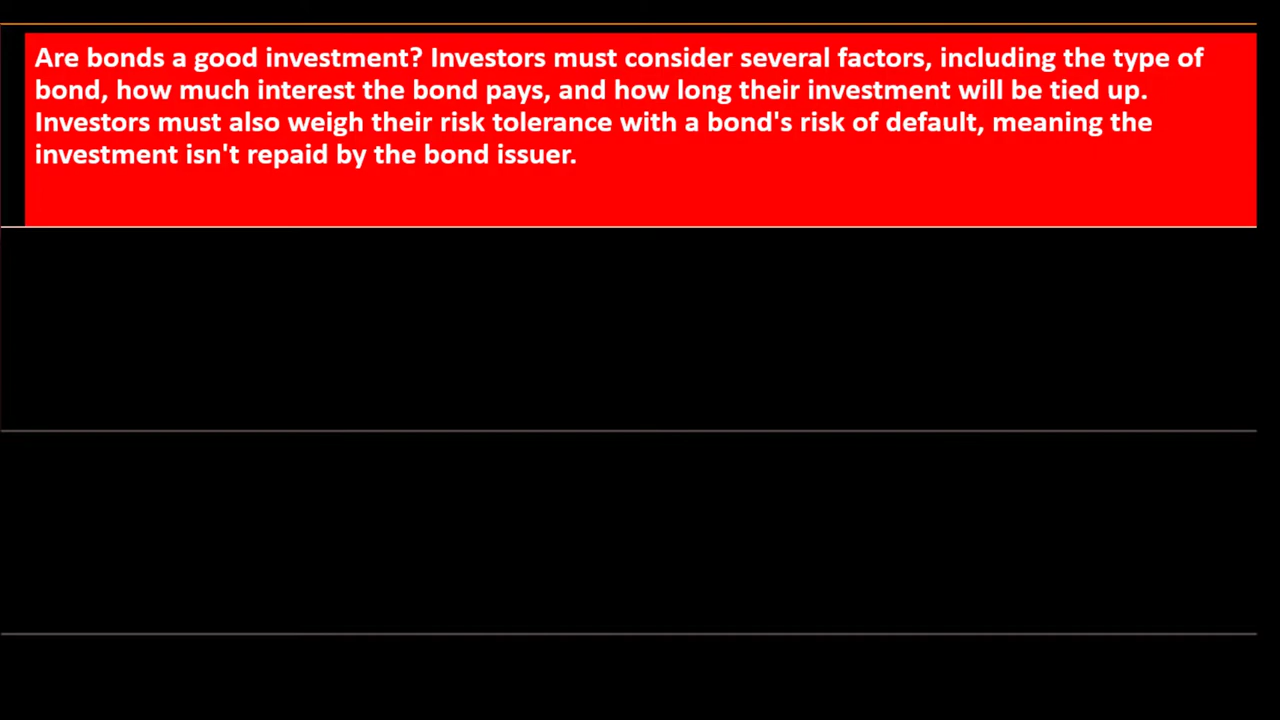 Are bonds a good investment? Investors must consider several factors, including the type of
bond, how much interest the bond pays, and how long their investment will be tied up.
Investors must also weigh their risk tolerance with a bond's risk of default, meaning the
investment isn't repaid by the bond issuer.